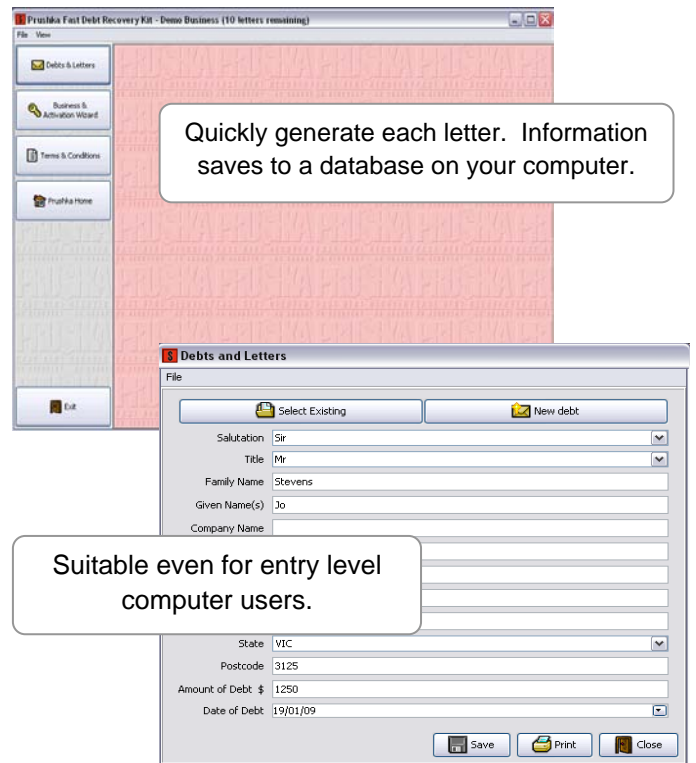 Prushka Fast Debt Recovery Kit - Demo Business (10 letters remaining)
File View
Debts & Letters
Business &
Activation Wizard
Terms & Conditions
Prushka Home
Exit
Quickly generate each letter. Information
saves to a database on your computer.
$ Debts and Letters
File
Select Existing New debt
Salutation Sir
Title Mr
Family Name Stevens
Given Name(s) Jo
Company Name
Suitable even for entry level
computer users.
State VIC
Postcode 3125
Amount of Debt $ 1250
Date of Debt 19/01/09
Save Print Close